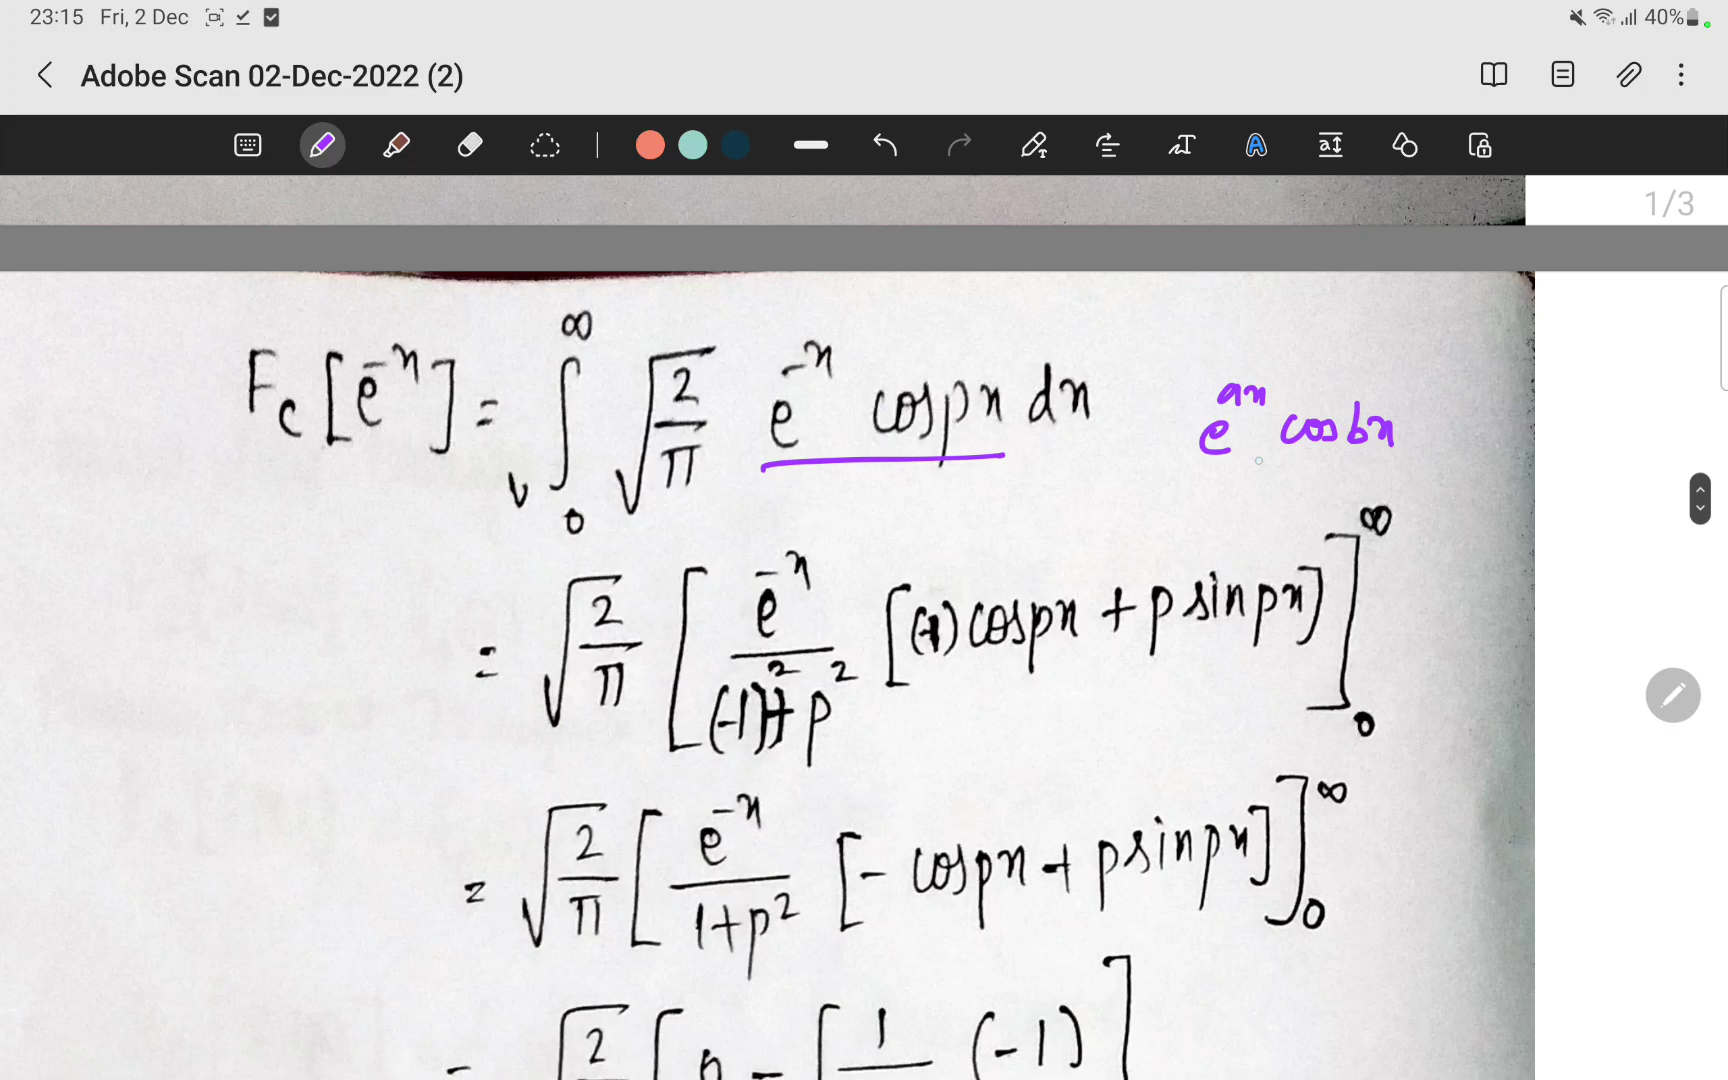 23:15 Fri, 2 Dec 40%
Adobe Scan 02-Dec-2022 (2)
1/3
F_c [e^{-x}] = ∫_0^∞ √(2/π) e^{-x} cospx dx
e^{ax} cosbx
= √(2/π) [ e^{-x} / ((-1)^2 + p^2) [(-1) cospx + p sinpx] ]_0^∞
= √(2/π) [ e^{-x} / (1+p^2) [- cospx + p sinpx] ]_0^∞